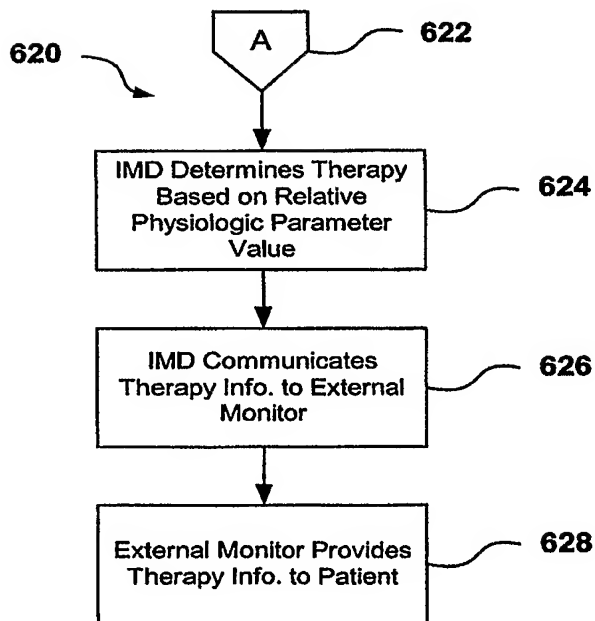 A
622
620
IMD Determines Therapy
Based on Relative
Physiologic Parameter
Value
624
IMD Communicates
Therapy Info. to External
Monitor
626
External Monitor Provides
Therapy Info. to Patient
628